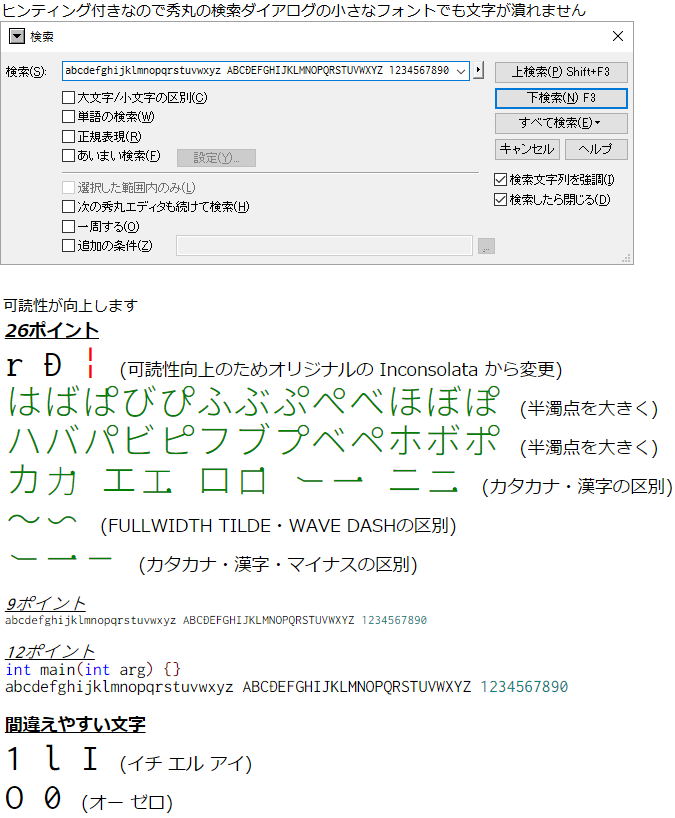 ヒンティング付きなので秀丸の検索ダイアログの小さなフォントでも文字が潰れません
検索
検索(S):
abcdefghijklmnopqrstuvwxyz ABCĐEFGHIJKLMNOPQRSTUVWXYZ 1234567890
上検索(P) Shift+F3
大文字/小文字の区別(C)
下検索(N) F3
単語の検索(W)
すべて検索(E)
正規表現(R)
あいまい検索(F)
設定(Y)...
キャンセル
ヘルプ
選択した範囲内のみ(L)
検索文字列を強調(I)
次の秀丸エディタも続けて検索(H)
検索したら閉じる(D)
一周する(O)
追加の条件(Z)
...
可読性が向上します
26ポイント
r Đ ¦ (可読性向上のためオリジナルの Inconsolata から変更)
はばぱびぴふぶぷぺべほぼぽ (半濁点を大きく)
ハバパビピフブプベペホボポ (半濁点を大きく)
カ力 エ工 ロ口 ー一 ニ二 (カタカナ・漢字の区別)
~〜 (FULLWIDTH TILDE・WAVE DASHの区別)
ー一− (カタカナ・漢字・マイナスの区別)
9ポイント
abcdefghijklmnopqrstuvwxyz ABCĐEFGHIJKLMNOPQRSTUVWXYZ 1234567890
12ポイント
int main(int arg) {}
abcdefghijklmnopqrstuvwxyz ABCĐEFGHIJKLMNOPQRSTUVWXYZ 1234567890
間違えやすい文字
1 l I (イチ エル アイ)
O 0 (オー ゼロ)